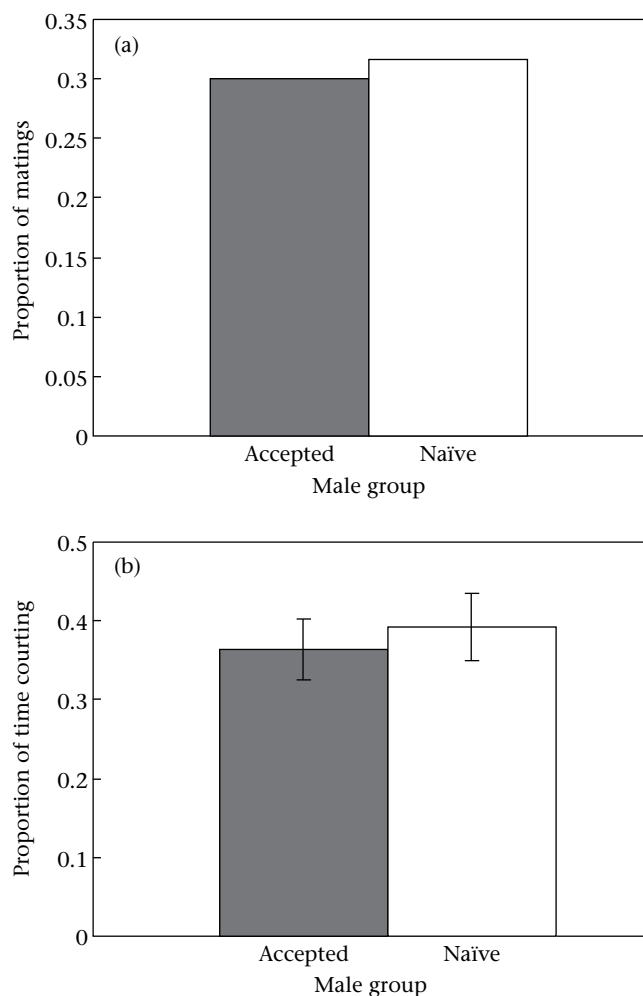 (a)
Proportion of matings
0.35
0.3
0.25
0.2
0.15
0.1
0.05
0
Accepted Naïve
Male group
(b)
Proportion of time courting
0.5
0.4
0.3
0.2
0.1
0
Accepted Naïve
Male group